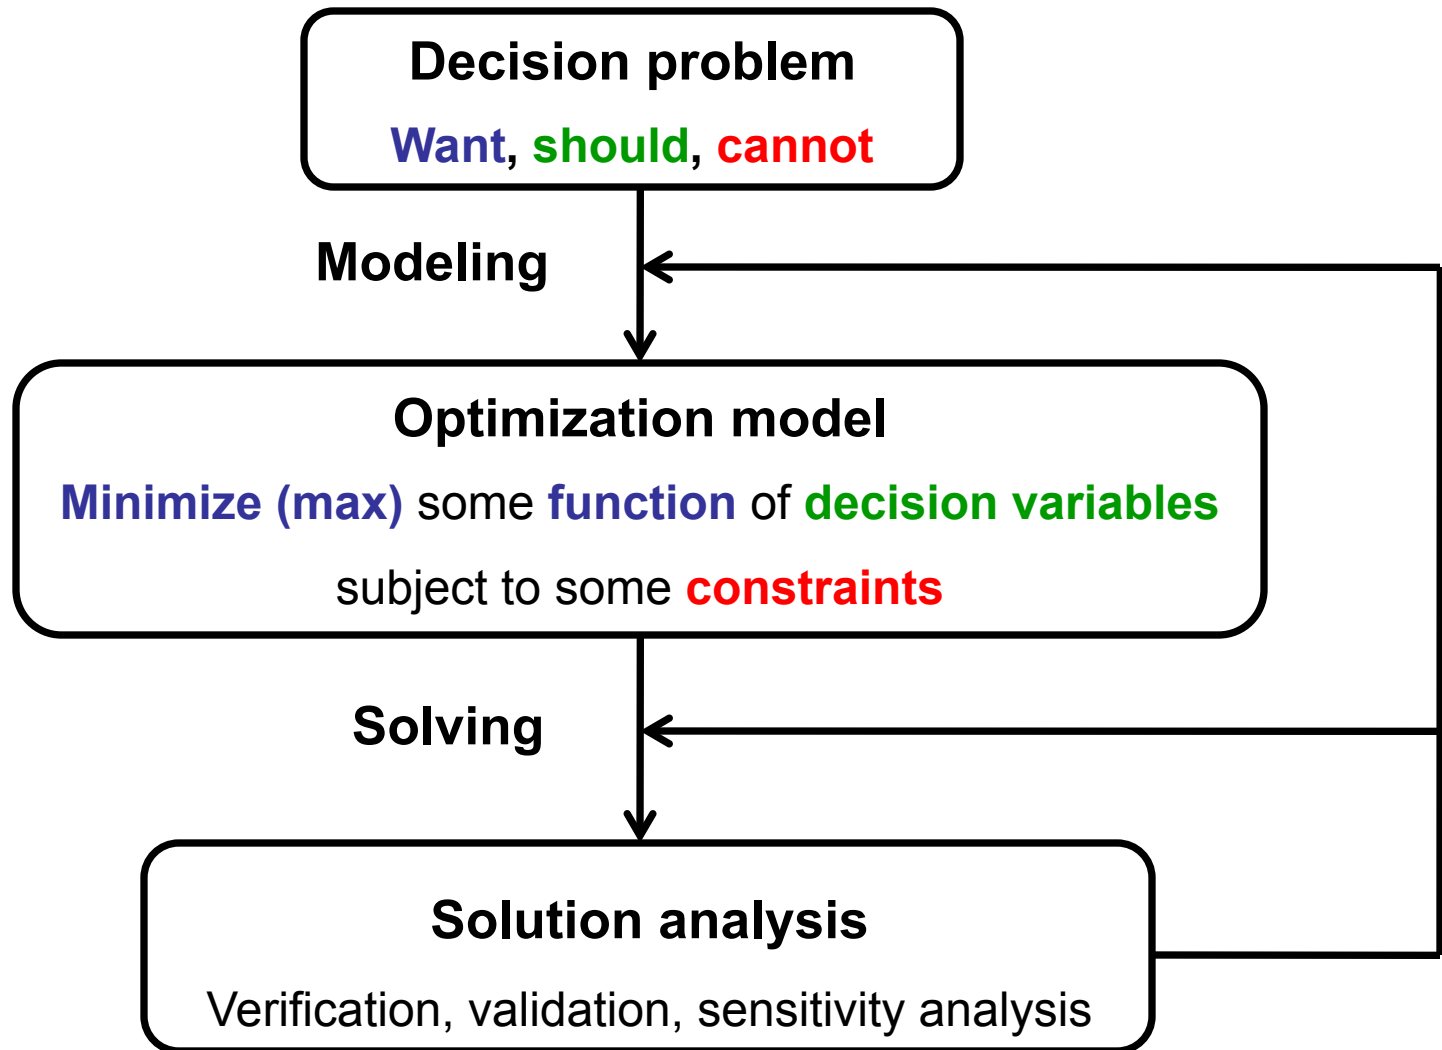 Decision problem
Want, should, cannot
Modeling
Optimization model
Minimize (max) some function of decision variables
subject to some constraints
Solving
Solution analysis
Verification, validation, sensitivity analysis